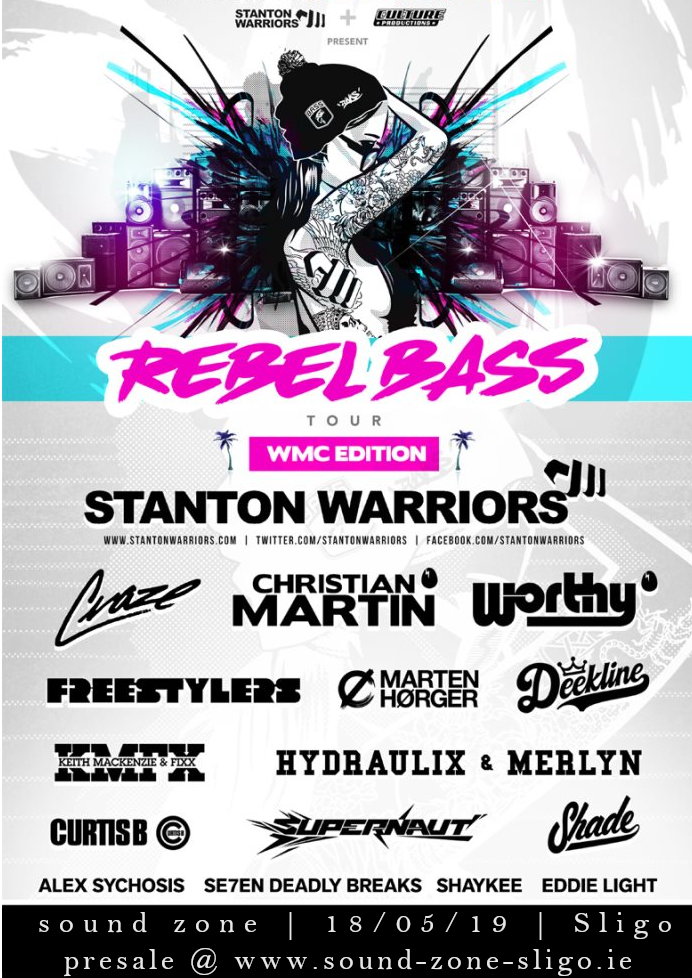 STANTON WARRIORS + CULTURE PRODUCTIONS
PRESENT
BASS
REBEL BASS
TOUR
WMC EDITION
STANTON WARRIORS
WWW.STANTONWARRIORS.COM | TWITTER.COM/STANTONWARRIORS | FACEBOOK.COM/STANTONWARRIORS
Craze CHRISTIAN MARTIN worthy
FREESTYLERS MARTEN HØRGER Deekline
KMFX KEITH MACKENZIE & FIXX HYDRAULIX & MERLYN
CURTIS B CURTIS B SUPERNAUT Shade
ALEX SYCHOSIS SE7EN DEADLY BREAKS SHAYKEE EDDIE LIGHT
sound zone | 18/05/19 | Sligo
presale @ www.sound-zone-sligo.ie